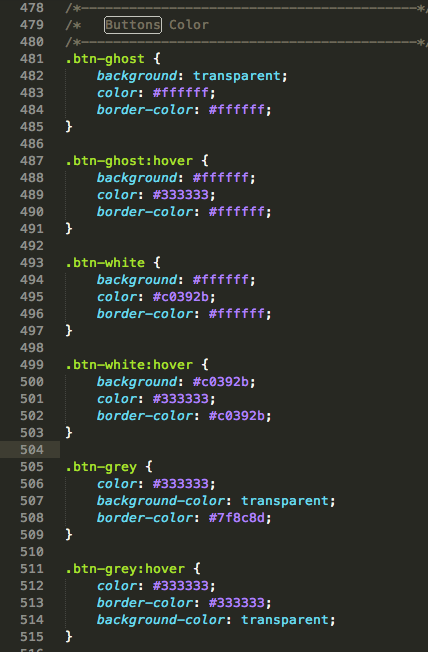 478 /*------------------------------------------*/
479 /*   Buttons Color
480 /*------------------------------------------*/
481 .btn-ghost {
482     background: transparent;
483     color: #ffffff;
484     border-color: #ffffff;
485 }
486
487 .btn-ghost:hover {
488     background: #ffffff;
489     color: #333333;
490     border-color: #ffffff;
491 }
492
493 .btn-white {
494     background: #ffffff;
495     color: #c0392b;
496     border-color: #ffffff;
497 }
498
499 .btn-white:hover {
500     background: #c0392b;
501     color: #333333;
502     border-color: #c0392b;
503 }
504
505 .btn-grey {
506     color: #333333;
507     background-color: transparent;
508     border-color: #7f8c8d;
509 }
510
511 .btn-grey:hover {
512     color: #333333;
513     border-color: #333333;
514     background-color: transparent;
515 }